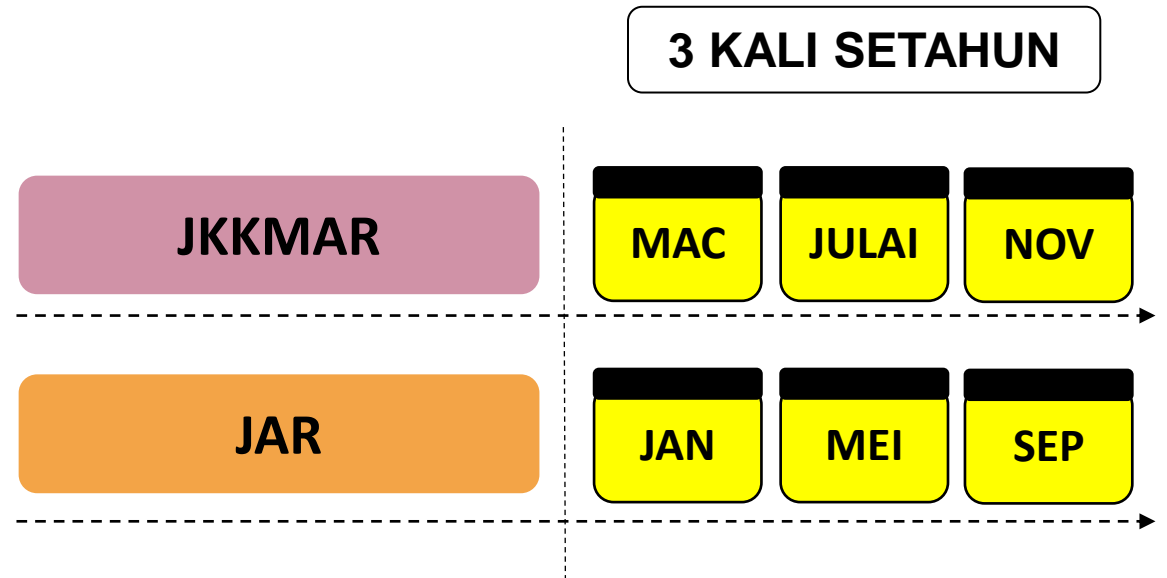 3 KALI SETAHUN
JKKMAR
MAC
JULAI
NOV
JAR
JAN
MEI
SEP